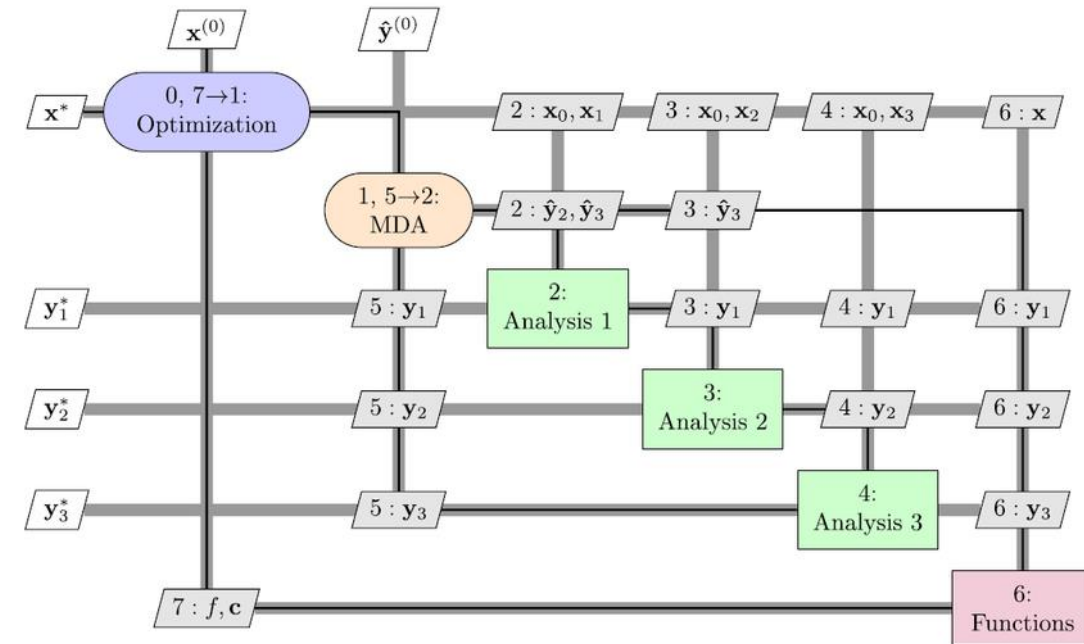 x^(0)
ŷ^(0)
x*
0, 7→1:
Optimization
2 : x₀, x₁
3 : x₀, x₂
4 : x₀, x₃
6 : x
1, 5→2:
MDA
2 : ŷ₂, ŷ₃
3 : ŷ₃
y₁*
5 : y₁
2:
Analysis 1
3 : y₁
4 : y₁
6 : y₁
y₂*
5 : y₂
3:
Analysis 2
4 : y₂
6 : y₂
y₃*
5 : y₃
4:
Analysis 3
6 : y₃
7 : f, c
6:
Functions